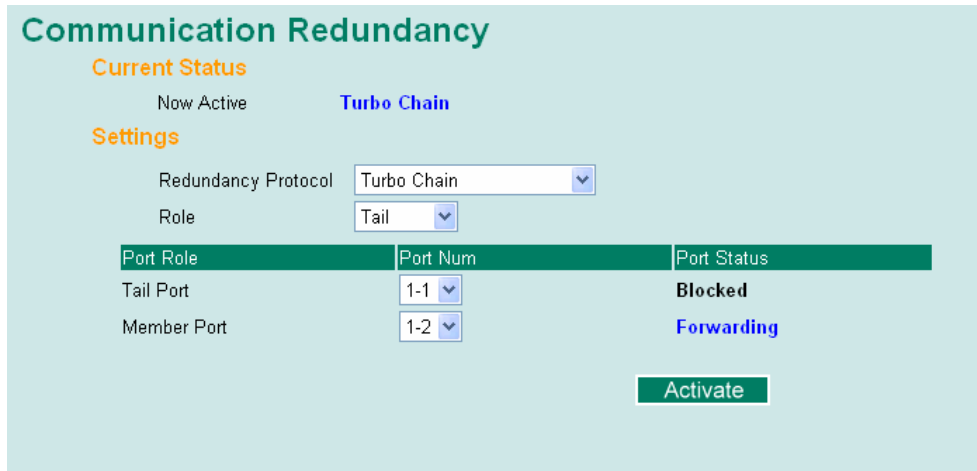 Communication Redundancy
Current Status
Now Active Turbo Chain
Settings
Redundancy Protocol Turbo Chain
Role Tail
Port Role Port Num Port Status
Tail Port 1-1 Blocked
Member Port 1-2 Forwarding
Activate